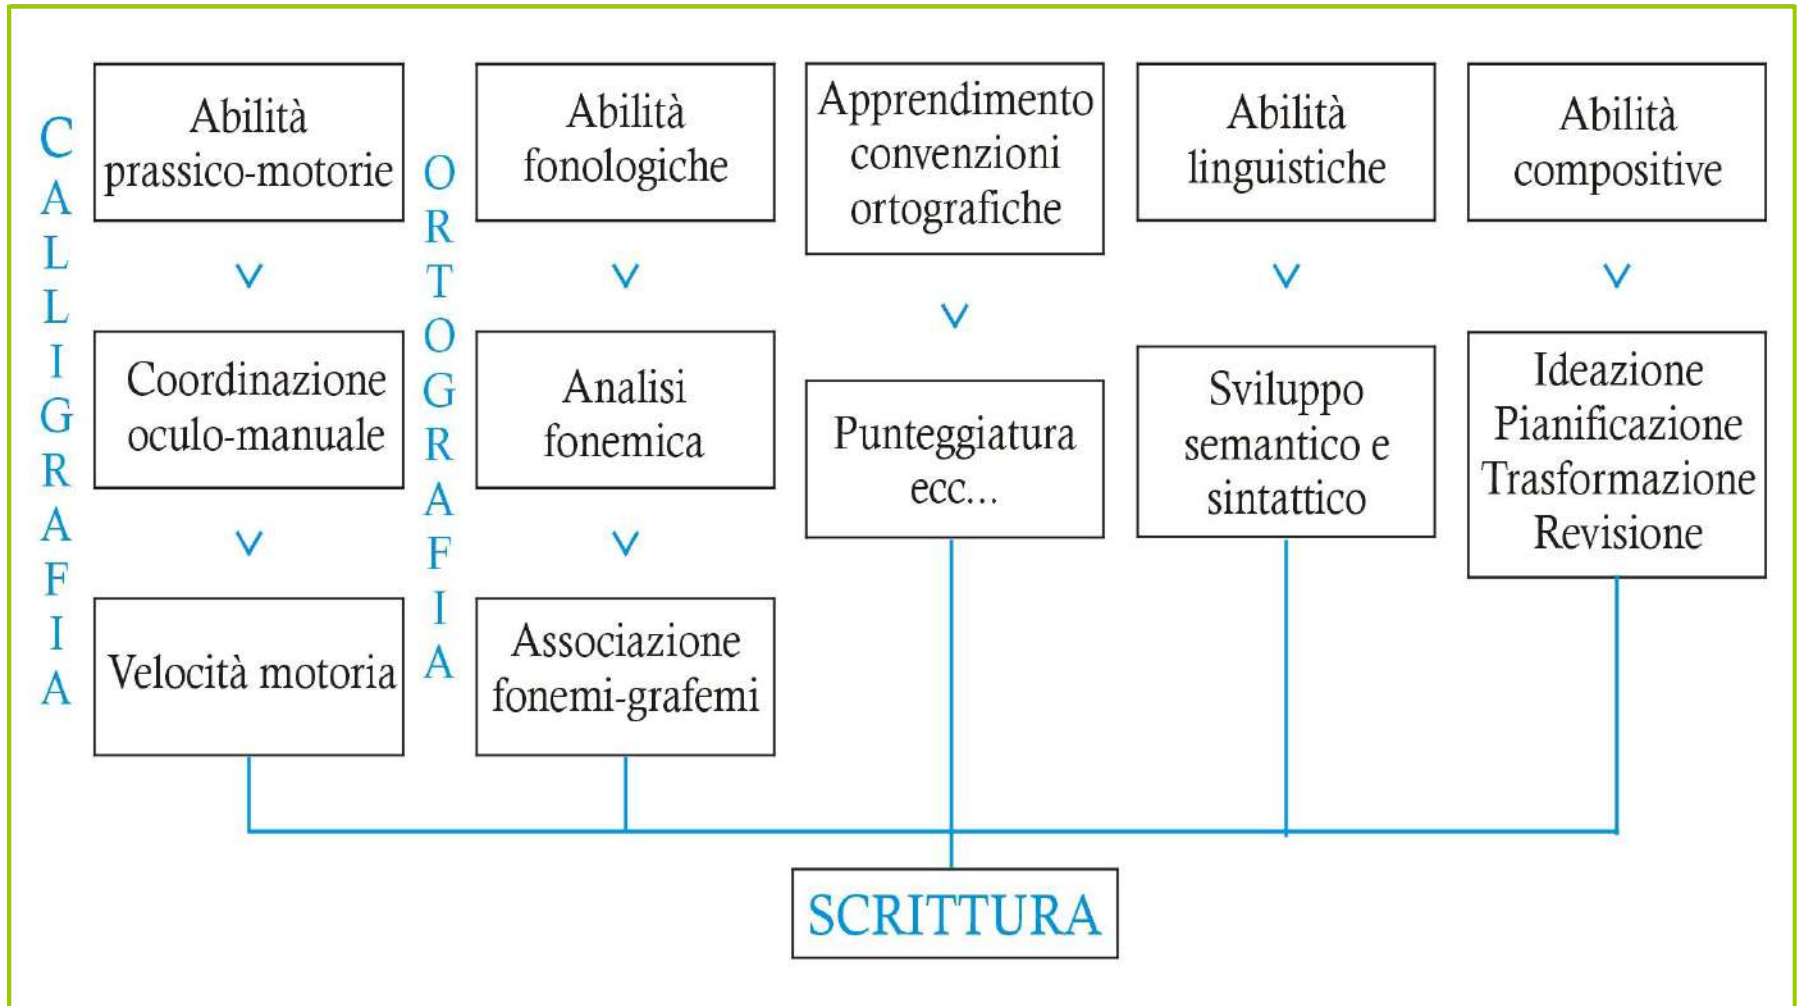 CALLIGRAFIA
Abilità
prassico-motorie
Coordinazione
oculo-manuale
Velocità motoria
ORTOGRAFIA
Abilità
fonologiche
Analisi
fonemica
Associazione
fonemi-grafemi
Apprendimento
convenzioni
ortografiche
Punteggiatura
ecc...
Abilità
linguistiche
Sviluppo
semantico e
sintattico
Abilità
compositive
Ideazione
Pianificazione
Trasformazione
Revisione
SCRITTURA